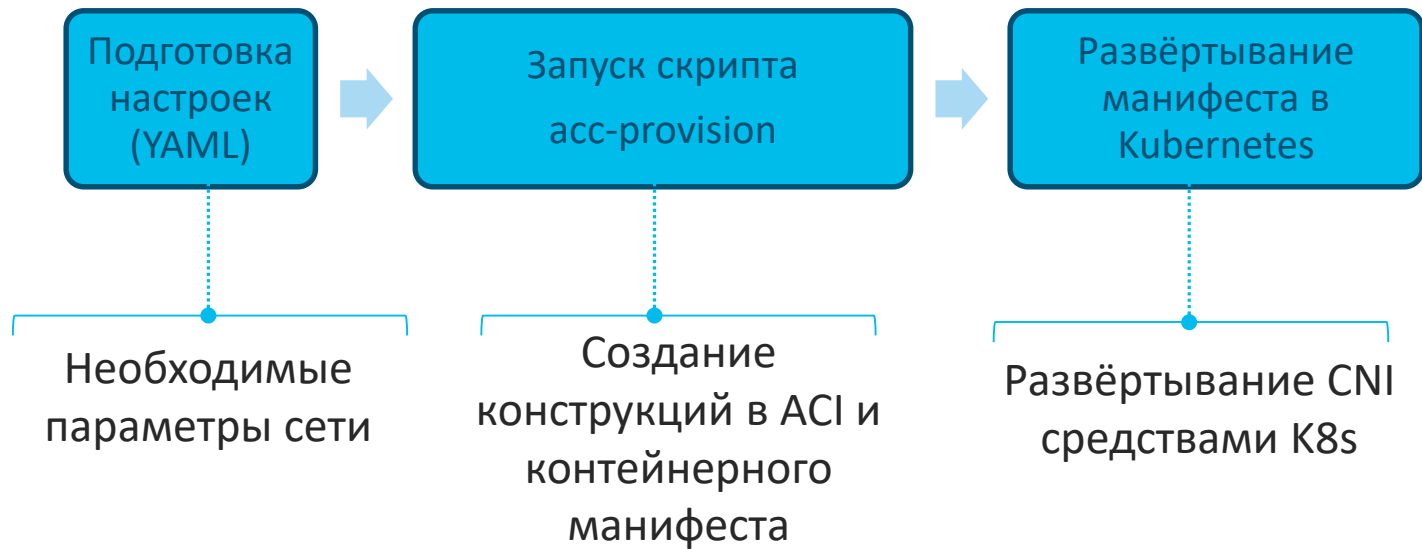 Подготовка
настроек
(YAML)
Запуск скрипта
acc-provision
Развёртывание
манифеста в
Kubernetes
Необходимые
параметры сети
Создание
конструкций в ACI и
контейнерного
манифеста
Развёртывание CNI
средствами K8s